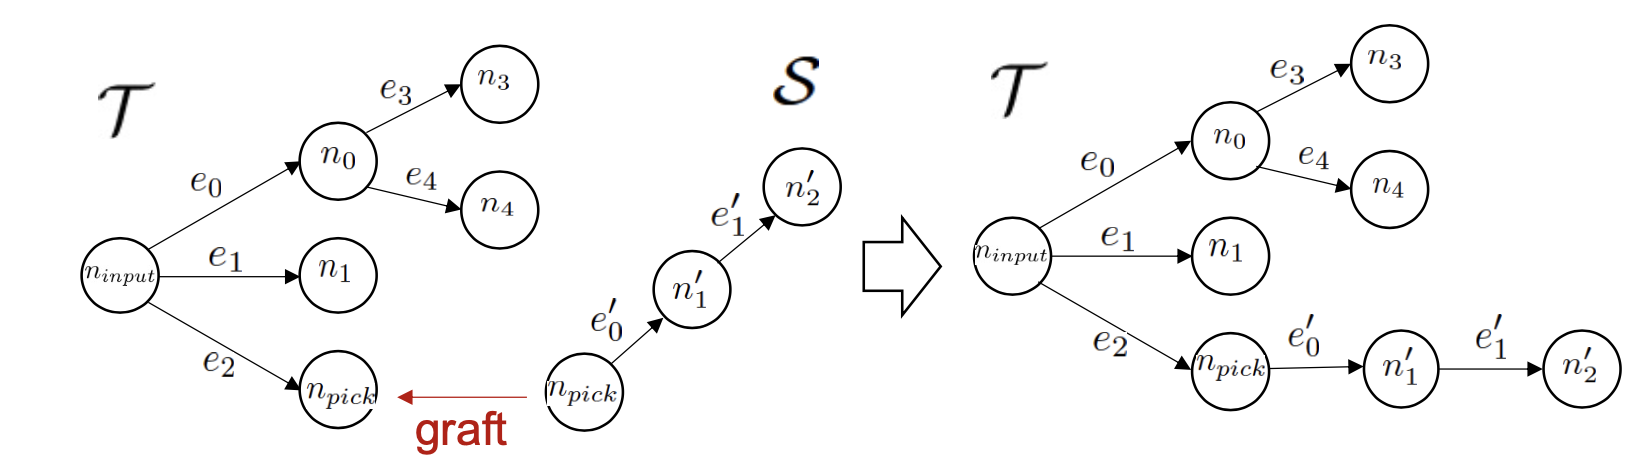 𝒯
n₃
e₃
n₀
e₀
e₄
n₄
n_input
e₁
n₁
e₂
n_pick
graft
𝒮
n′₂
e′₁
n′₁
e′₀
n_pick
𝒯
n₃
e₃
n₀
e₀
e₄
n₄
n_input
e₁
n₁
e₂
n_pick
e′₀
n′₁
e′₁
n′₂